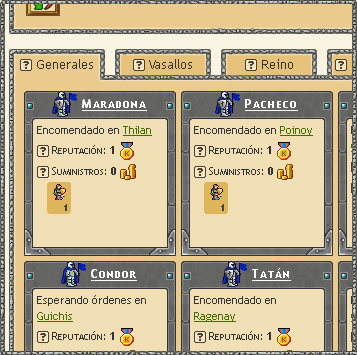 ? Generales
? Vasallos
? Reino
?
Maradona
Encomendado en Thilan
? Reputación: 1
? Suministros: 0
1
Pacheco
Encomendado en Poinoy
? Reputación: 1
? Suministros: 0
1
Condor
Esperando órdenes en
Guichis
? Reputación: 1
Tatán
Encomendado en
Ragenay
? Reputación: 1